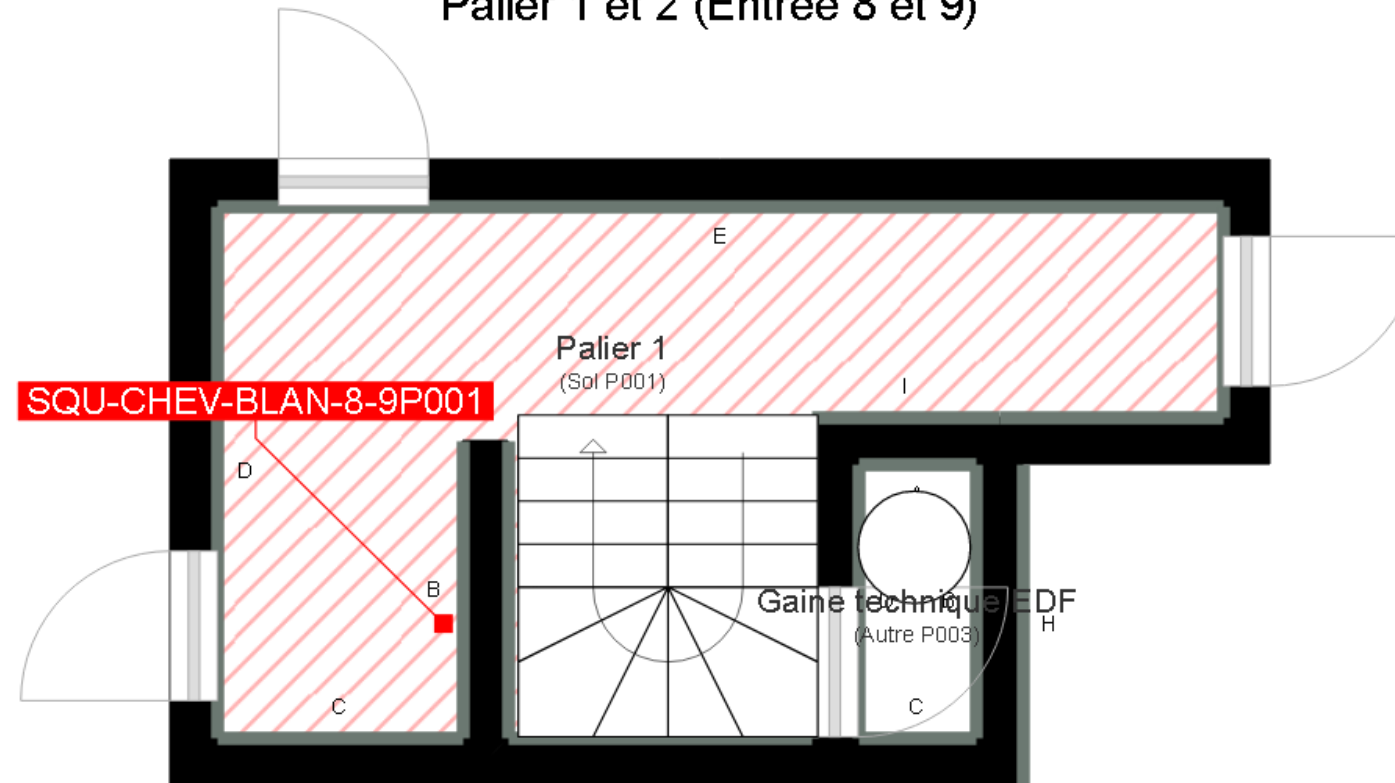 Palier 1 et 2 (Entrée 8 et 9)
E
Palier 1
(Sol P001)
I
SQU-CHEV-BLAN-8-9P001
D
B
Gaine technique EDF
(Autre P003)
H
C
C